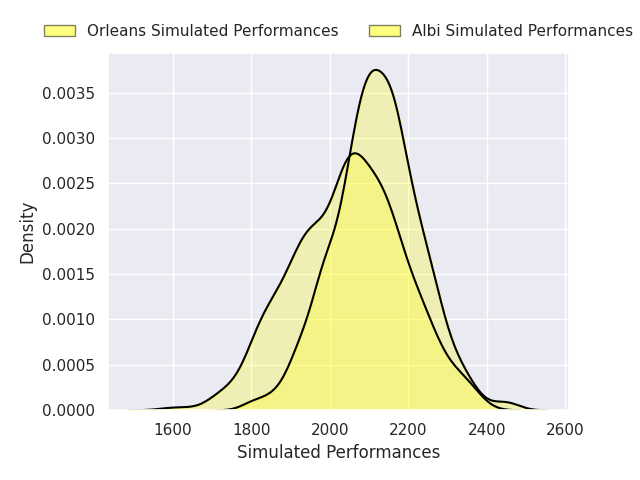 Orleans Simulated Performances Albi Simulated Performances
0.0035
0.0030
0.0025
0.0020
0.0015
0.0010
0.0005
0.0000
Density
1600 1800 2000 2200 2400 2600
Simulated Performances